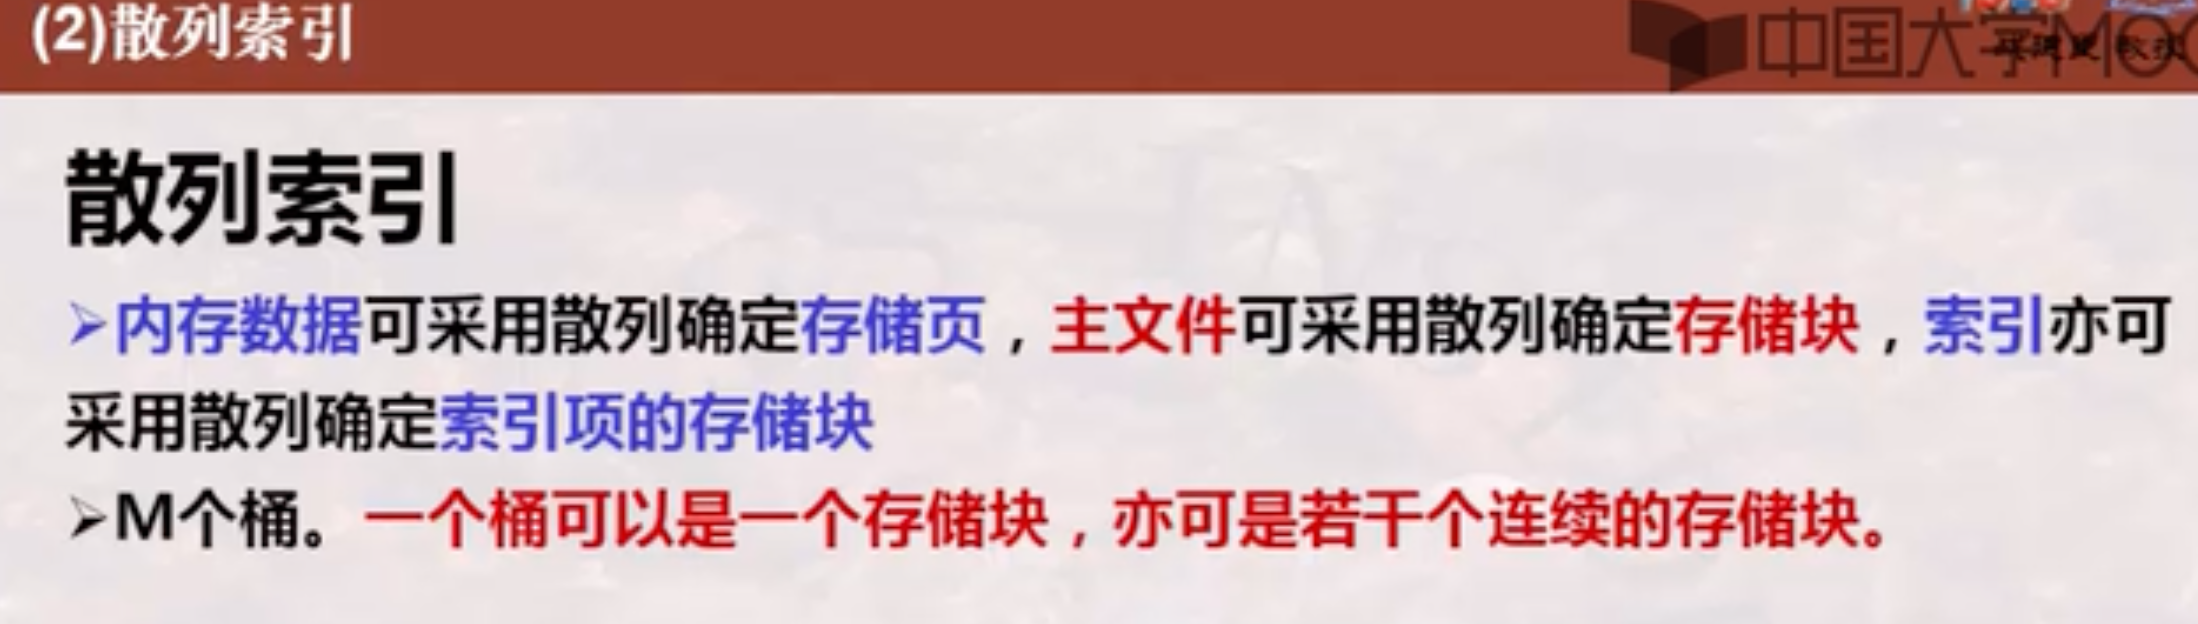 (2)散列索引
中国大学MOO
散列索引
➢内存数据可采用散列确定存储页，主文件可采用散列确定存储块，索引亦可
采用散列确定索引项的存储块
➢M个桶。一个桶可以是一个存储块，亦可是若干个连续的存储块。